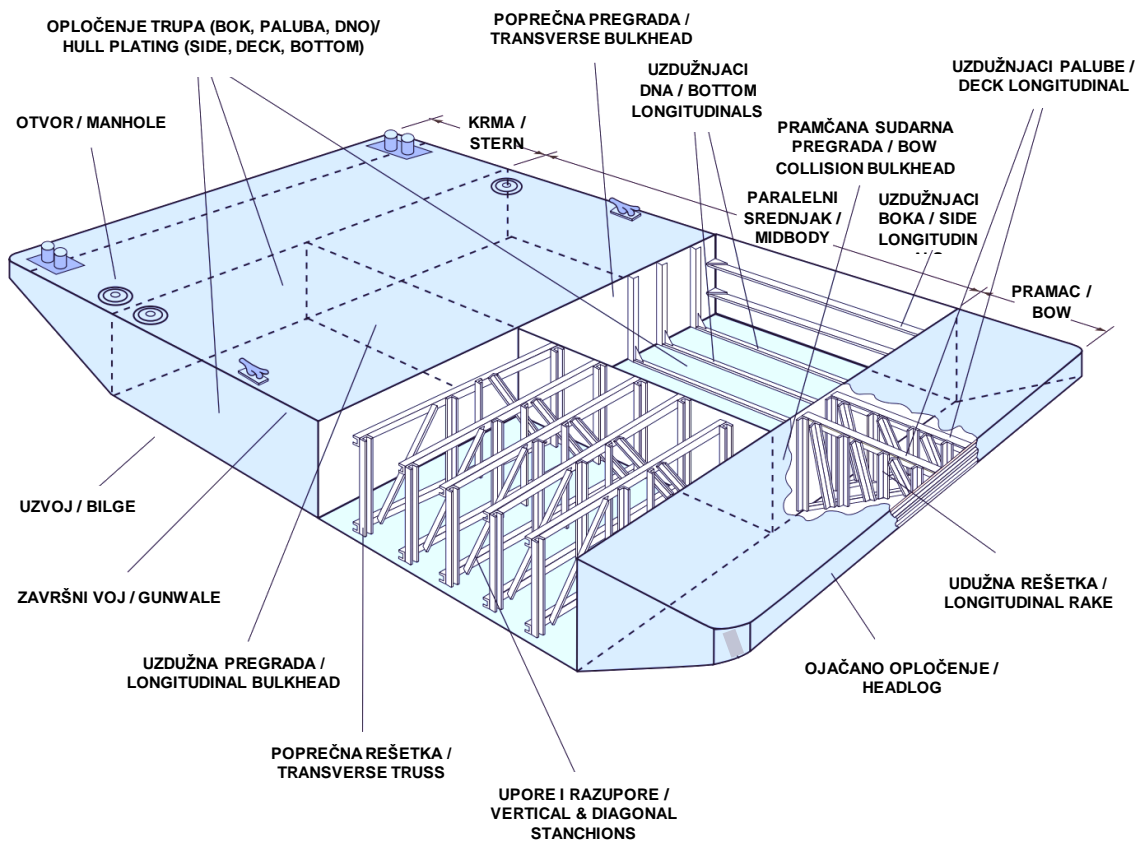 OPLOČENJE TRUPA (BOK, PALUBA, DNO)/
HULL PLATING (SIDE, DECK, BOTTOM)
POPREČNA PREGRADA /
TRANSVERSE BULKHEAD
UZDUŽNJACI
DNA / BOTTOM
LONGITUDINALS
UZDUŽNJACI PALUBE /
DECK LONGITUDINAL
OTVOR / MANHOLE
KRMA /
STERN
PRAMČANA SUDARNA
PREGRADA / BOW
COLLISION BULKHEAD
PARALELNI
SREDNJAK /
MIDBODY
UZDUŽNJACI
BOKA / SIDE
LONGITUDIN
PRAMAC /
BOW
UZVOJ / BILGE
ZAVRŠNI VOJ / GUNWALE
UDUŽNA REŠETKA /
LONGITUDINAL RAKE
UZDUŽNA PREGRADA /
LONGITUDINAL BULKHEAD
OJAČANO OPLOČENJE /
HEADLOG
POPREČNA REŠETKA /
TRANSVERSE TRUSS
UPORE I RAZUPORE /
VERTICAL & DIAGONAL
STANCHIONS